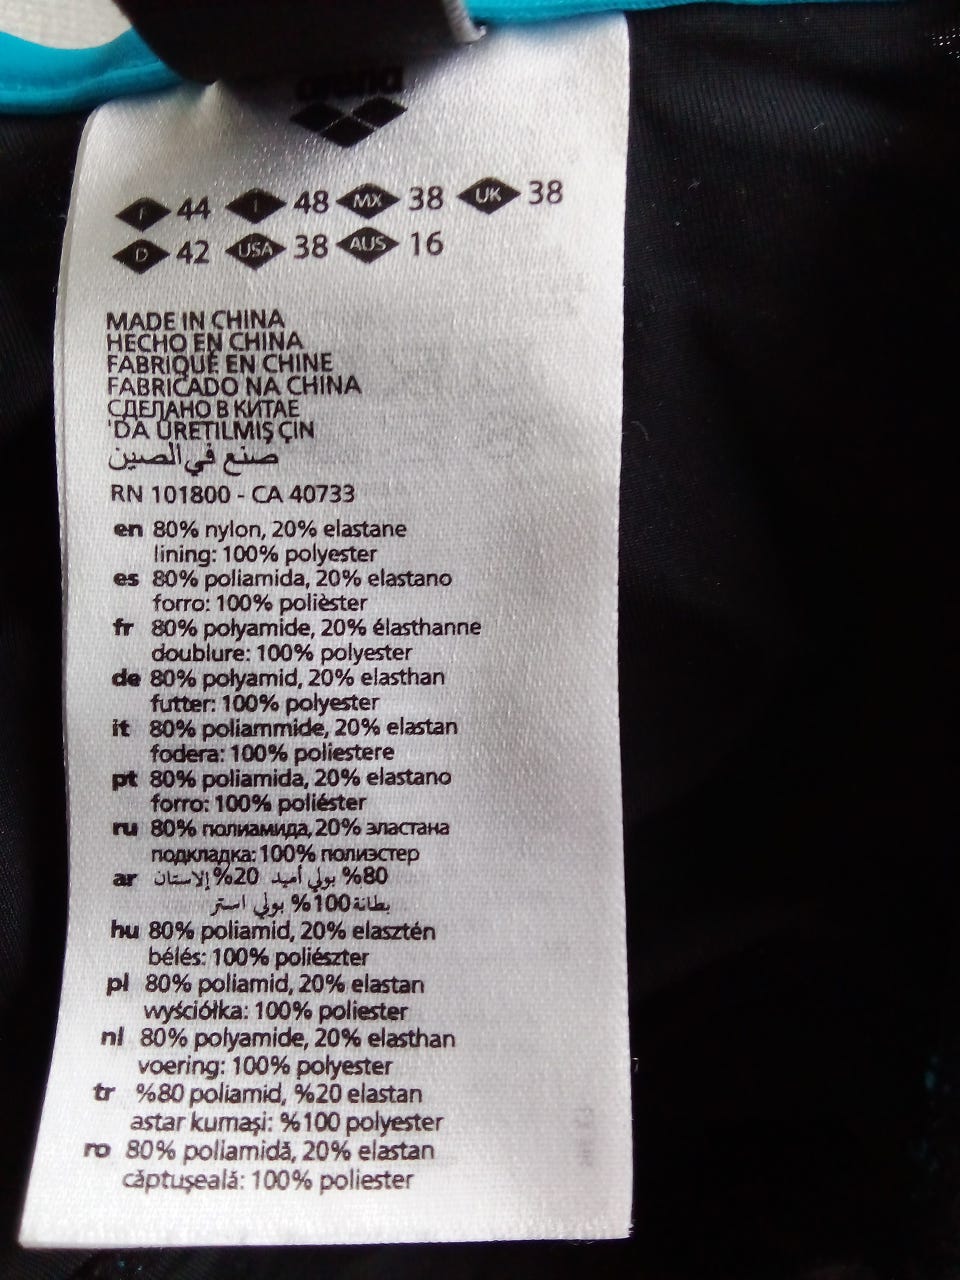 arena
F 44 I 48 MX 38 UK 38
D 42 USA 38 AUS 16
MADE IN CHINA
HECHO EN CHINA
FABRIQUÉ EN CHINE
FABRICADO NA CHINA
СДЕЛАНО В КИТАЕ
'DA ÜRETILMIŞ ÇIN
صنع في الصين
RN 101800 - CA 40733
en 80% nylon, 20% elastane
lining: 100% polyester
es 80% poliamida, 20% elastano
forro: 100% polièster
fr 80% polyamide, 20% élasthanne
doublure: 100% polyester
de 80% polyamid, 20% elasthan
futter: 100% polyester
it 80% poliammide, 20% elastan
fodera: 100% poliestere
pt 80% poliamida, 20% elastano
forro: 100% poliéster
ru 80% полиамида, 20% эластана
подкладка: 100% полиэстер
ar 80% بولي أميد 20% إلاستان
بطانة 100% بولي استر
hu 80% poliamid, 20% elasztén
bélés: 100% poliészter
pl 80% poliamid, 20% elastan
wyściółka: 100% poliester
nl 80% polyamide, 20% elasthan
voering: 100% polyester
tr %80 poliamid, %20 elastan
astar kumaşi: %100 polyester
ro 80% poliamidă, 20% elastan
căptuşeală: 100% poliester